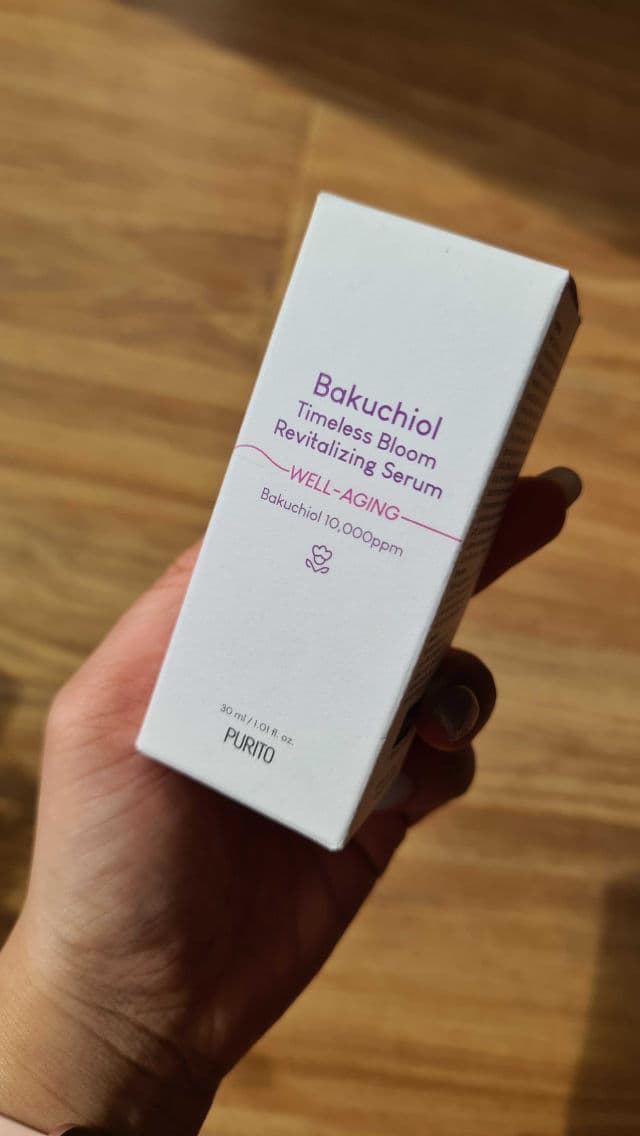 Bakuchiol
Timeless Bloom
Revitalizing Serum
WELL-AGING
Bakuchiol 10,000ppm
30 ml / 1.01 fl. oz.
PURITO